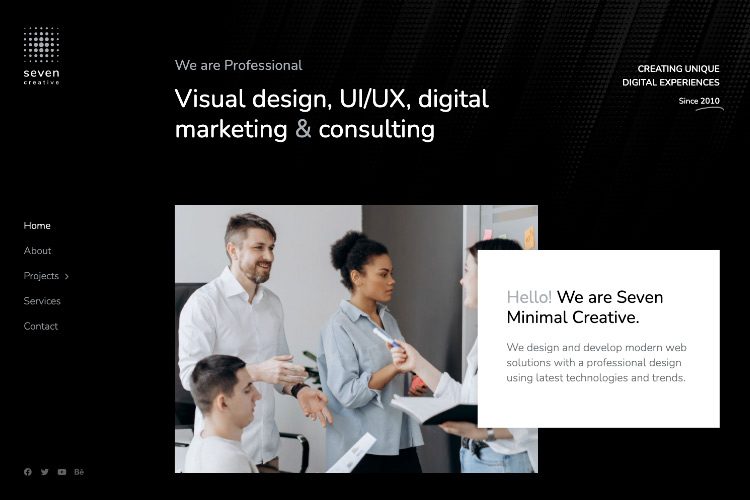 seven
creative
We are Professional
Visual design, UI/UX, digital
marketing & consulting
CREATING UNIQUE
DIGITAL EXPERIENCES
Since 2010
Home
About
Projects
Services
Contact
Hello! We are Seven
Minimal Creative.
We design and develop modern web
solutions with a professional design
using latest technologies and trends.
Bē